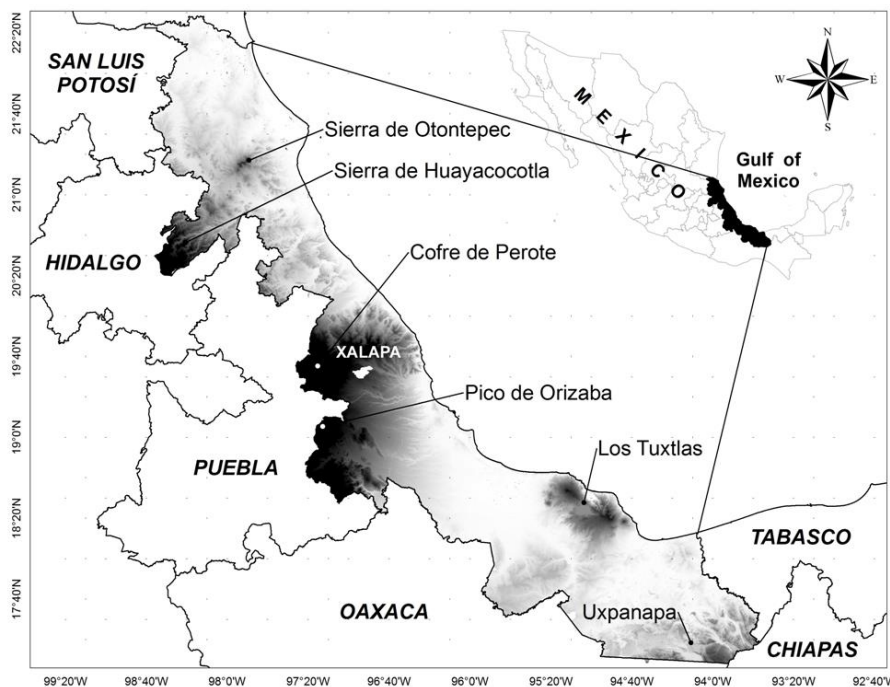 22°20'N
21°40'N
21°0'N
20°20'N
19°40'N
19°0'N
18°20'N
17°40'N
SAN LUIS
POTOSÍ
N
W E
S
MEXICO
Gulf of
Mexico
Sierra de Otontepec
Sierra de Huayacocotla
HIDALGO
Cofre de Perote
XALAPA
Pico de Orizaba
PUEBLA
Los Tuxtlas
TABASCO
OAXACA
Uxpanapa
CHIAPAS
99°20'W 98°40'W 98°0'W 97°20'W 96°40'W 96°0'W 95°20'W 94°40'W 94°0'W 93°20'W 92°40'W